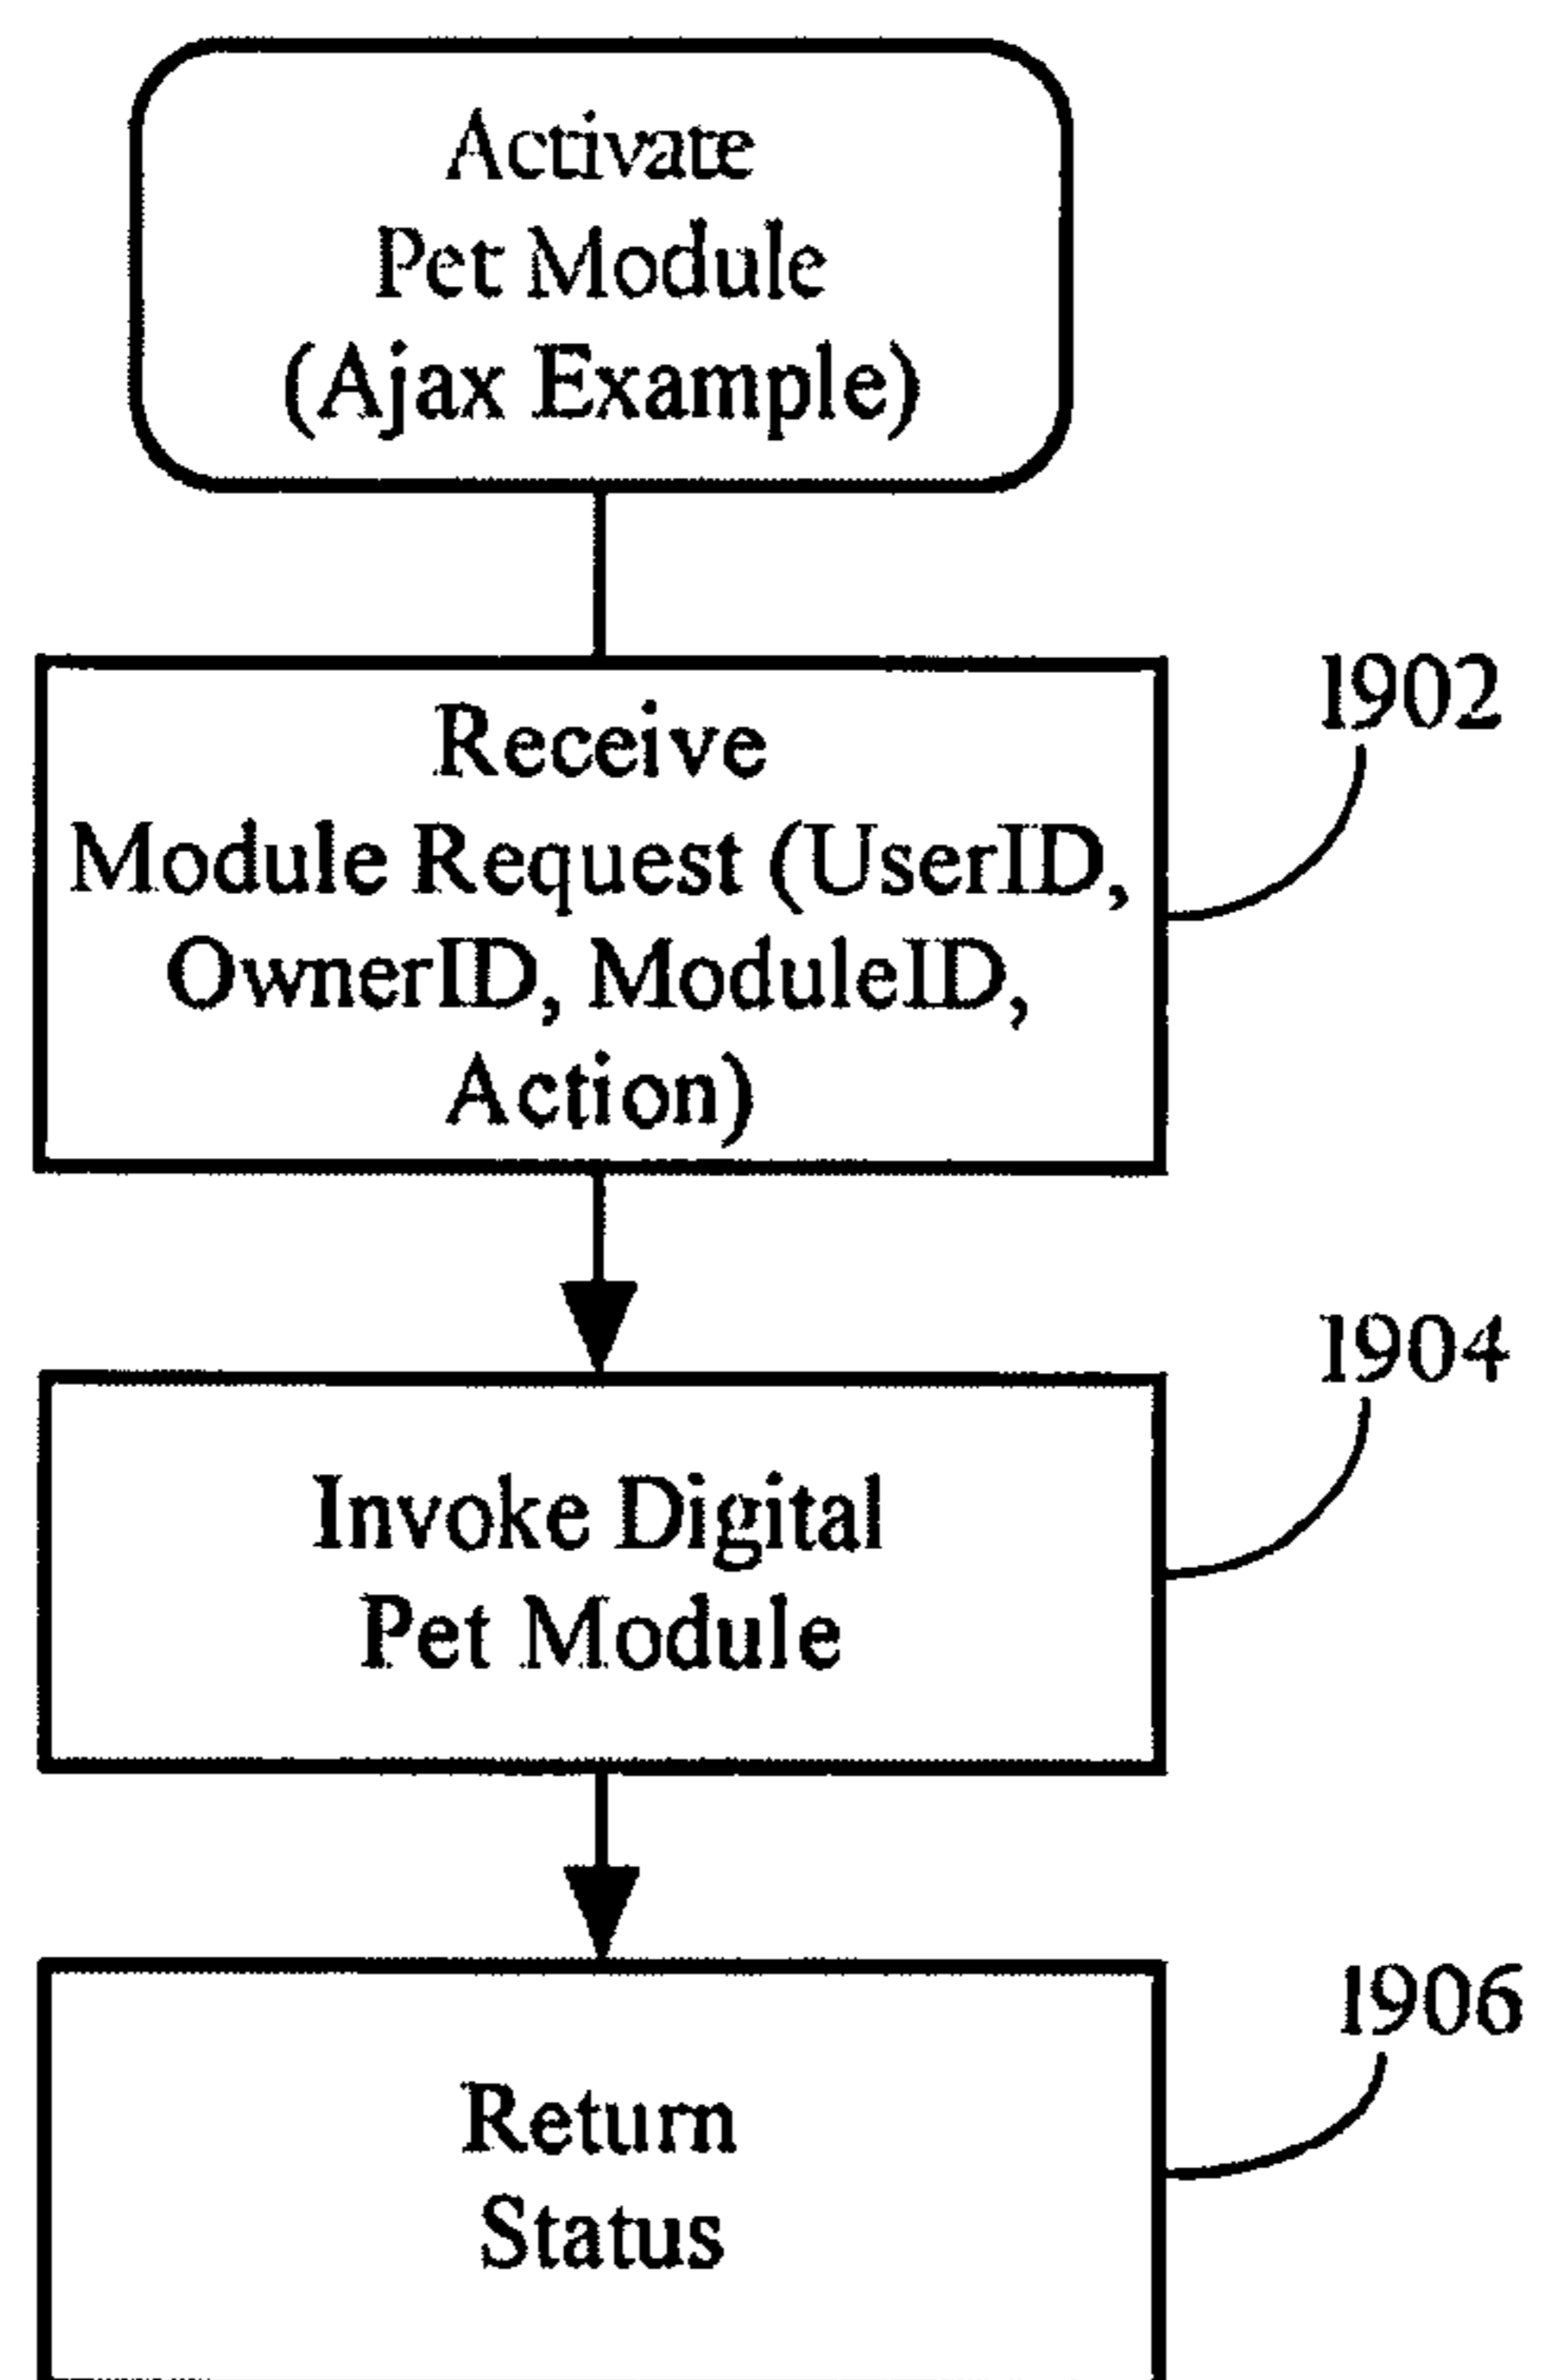 Activate
Pet Module
(Ajax Example)
Receive
Module Request (UserID,
OwnerID, ModuleID,
Action)
1902
Invoke Digital
Pet Module
1904
Return
Status
1906